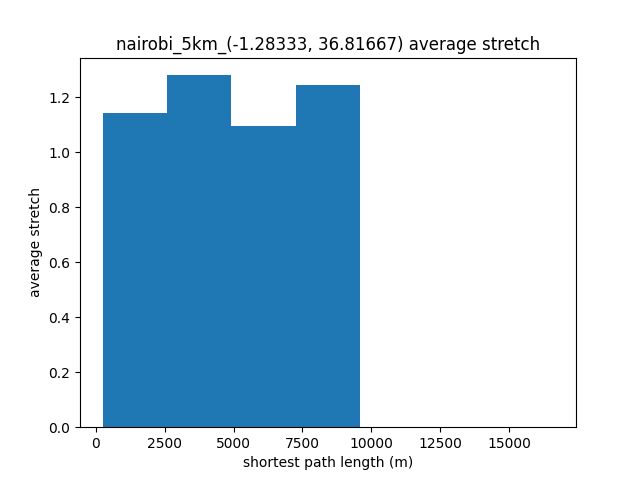 nairobi_5km_(-1.28333, 36.81667) average stretch
1.2
1.0
0.8
0.6
0.4
0.2
0.0
average stretch
0 2500 5000 7500 10000 12500 15000
shortest path length (m)